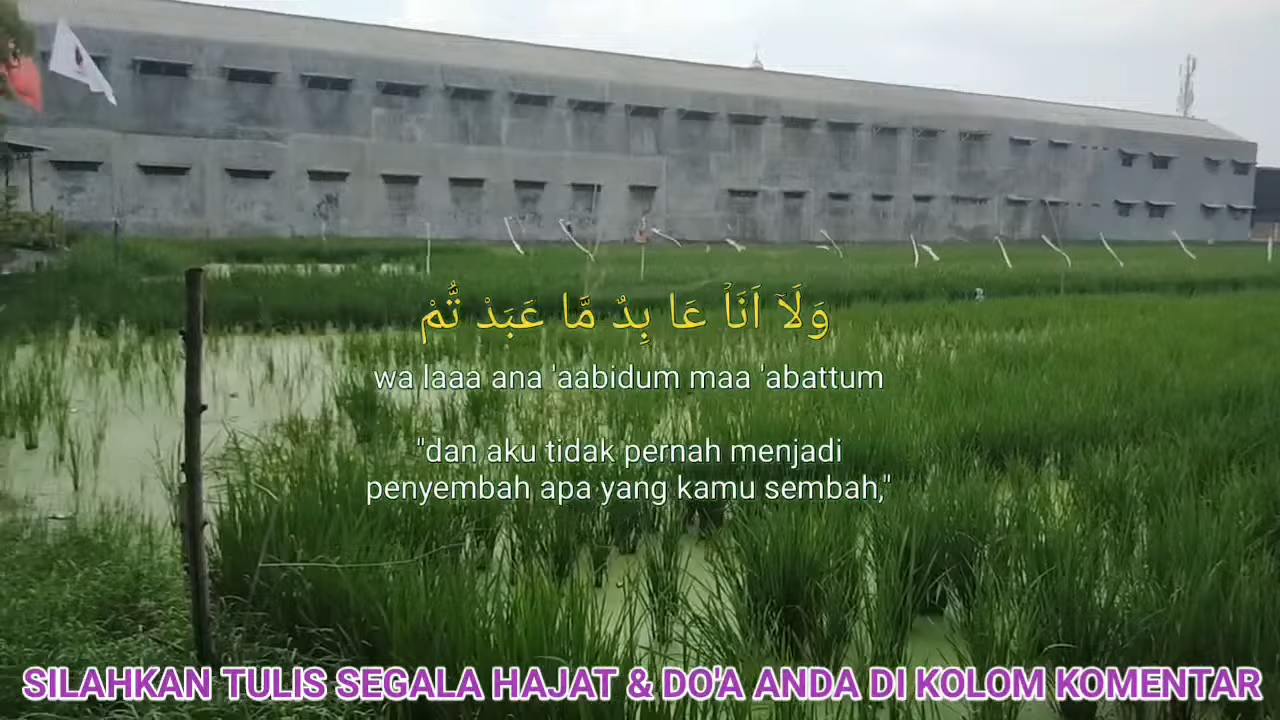 وَلَآ اَنَاۡ عَا بِدٌ مَّا عَبَدْ تُّمْ
wa laaa ana 'aabidum maa 'abattum
"dan aku tidak pernah menjadi
penyembah apa yang kamu sembah,"
SILAHKAN TULIS SEGALA HAJAT & DO'A ANDA DI KOLOM KOMENTAR